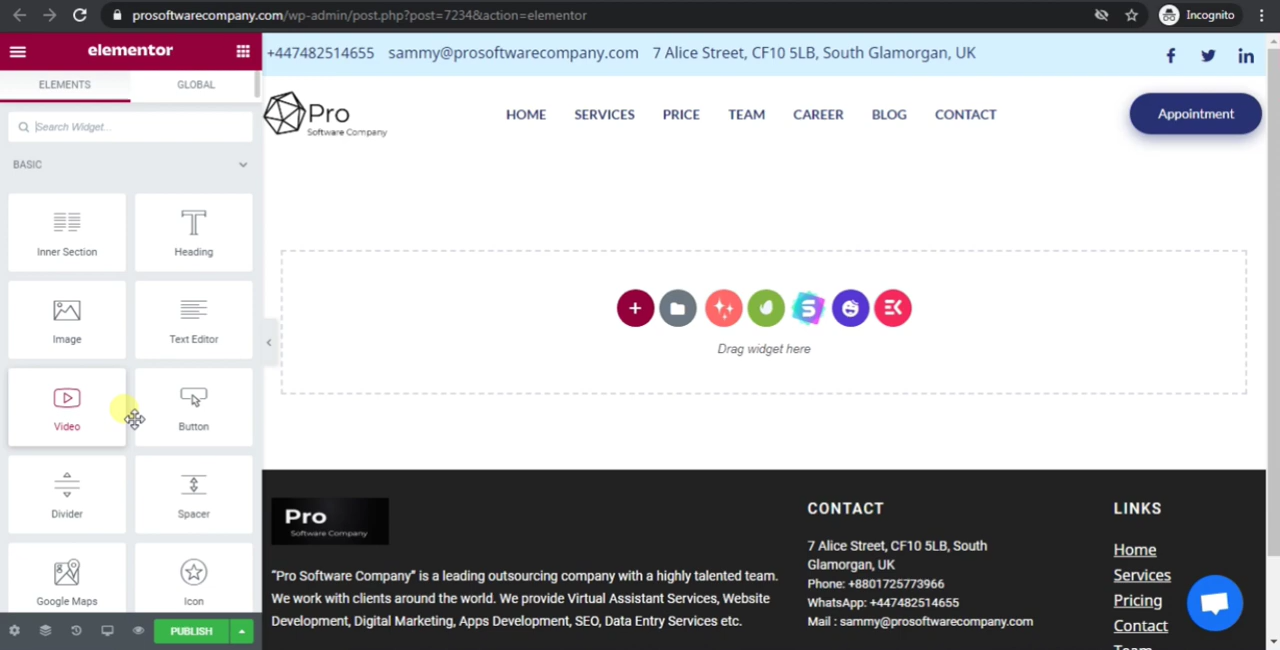 prosoftwarecompany.com/wp-admin/post.php?post=7234&action=elementor
Incognito
elementor
ELEMENTS
GLOBAL
Search Widget...
BASIC
Inner Section
Heading
Image
Text Editor
Video
Button
Divider
Spacer
Google Maps
Icon
PUBLISH
+447482514655 sammy@prosoftwarecompany.com 7 Alice Street, CF10 5LB, South Glamorgan, UK
Pro
Software Company
HOME SERVICES PRICE TEAM CAREER BLOG CONTACT
Appointment
Drag widget here
Pro
Software Company
“Pro Software Company” is a leading outsourcing company with a highly talented team.
We work with clients around the world. We provide Virtual Assistant Services, Website
Development, Digital Marketing, Apps Development, SEO, Data Entry Services etc.
CONTACT
7 Alice Street, CF10 5LB, South
Glamorgan, UK
Phone: +8801725773966
WhatsApp: +447482514655
Mail : sammy@prosoftwarecompany.com
LINKS
Home
Services
Pricing
Contact